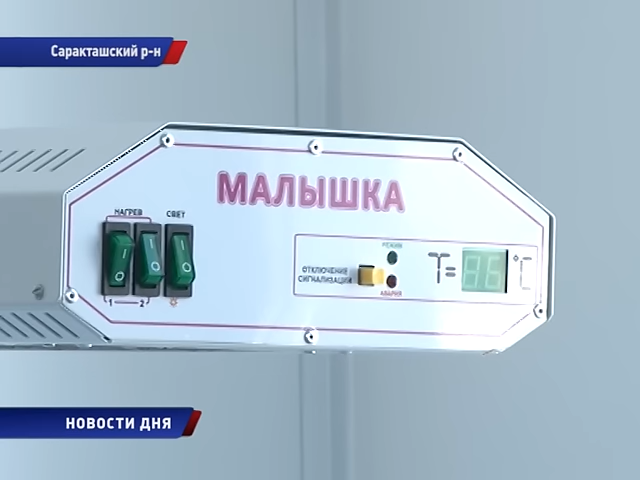 Саракташский р-н
МАЛЫШКА
НАГРЕВ СВЕТ
РЕЖИМ
ОТКЛЮЧЕНИЕ
СИГНАЛИЗАЦИИ
T= °C
АВАРИЯ
1 2
НОВОСТИ ДНЯ